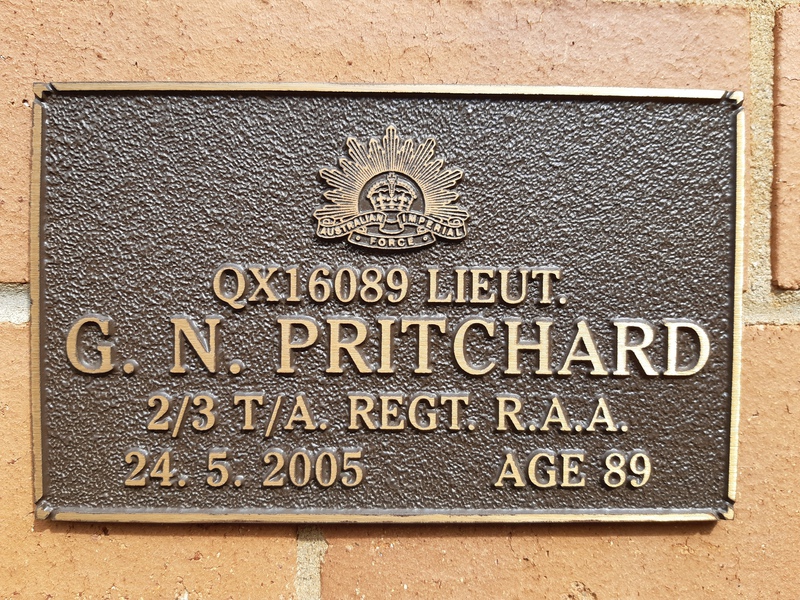 AUSTRALIAN IMPERIAL
FORCE
QX16089 LIEUT.
G. N. PRITCHARD
2/3 T/A. REGT. R.A.A.
24. 5. 2005 AGE 89